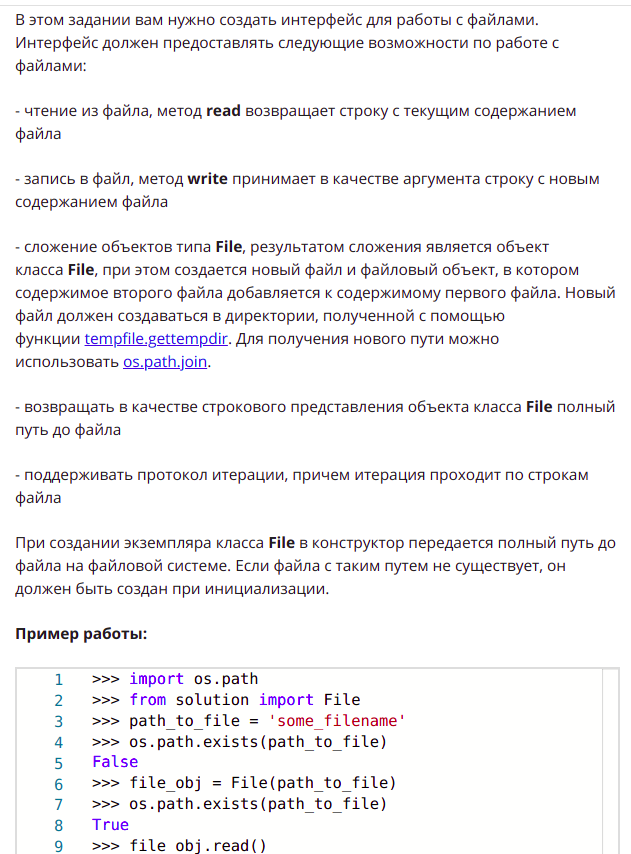 В этом задании вам нужно создать интерфейс для работы с файлами.
Интерфейс должен предоставлять следующие возможности по работе с
файлами:
- чтение из файла, метод read возвращает строку с текущим содержанием
файла
- запись в файл, метод write принимает в качестве аргумента строку с новым
содержанием файла
- сложение объектов типа File, результатом сложения является объект
класса File, при этом создается новый файл и файловый объект, в котором
содержимое второго файла добавляется к содержимому первого файла. Новый
файл должен создаваться в директории, полученной с помощью
функции tempfile.gettempdir. Для получения нового пути можно
использовать os.path.join.
- возвращать в качестве строкового представления объекта класса File полный
путь до файла
- поддерживать протокол итерации, причем итерация проходит по строкам
файла
При создании экземпляра класса File в конструктор передается полный путь до
файла на файловой системе. Если файла с таким путем не существует, он
должен быть создан при инициализации.
Пример работы:
1 >>> import os.path
2 >>> from solution import File
3 >>> path_to_file = 'some_filename'
4 >>> os.path.exists(path_to_file)
5 False
6 >>> file_obj = File(path_to_file)
7 >>> os.path.exists(path_to_file)
8 True
9 >>> file_obj.read()